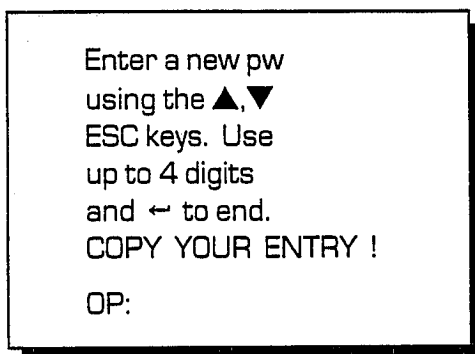 Enter a new pw
using the ▲,▼
ESC keys. Use
up to 4 digits
and ↵ to end.
COPY YOUR ENTRY !
OP: